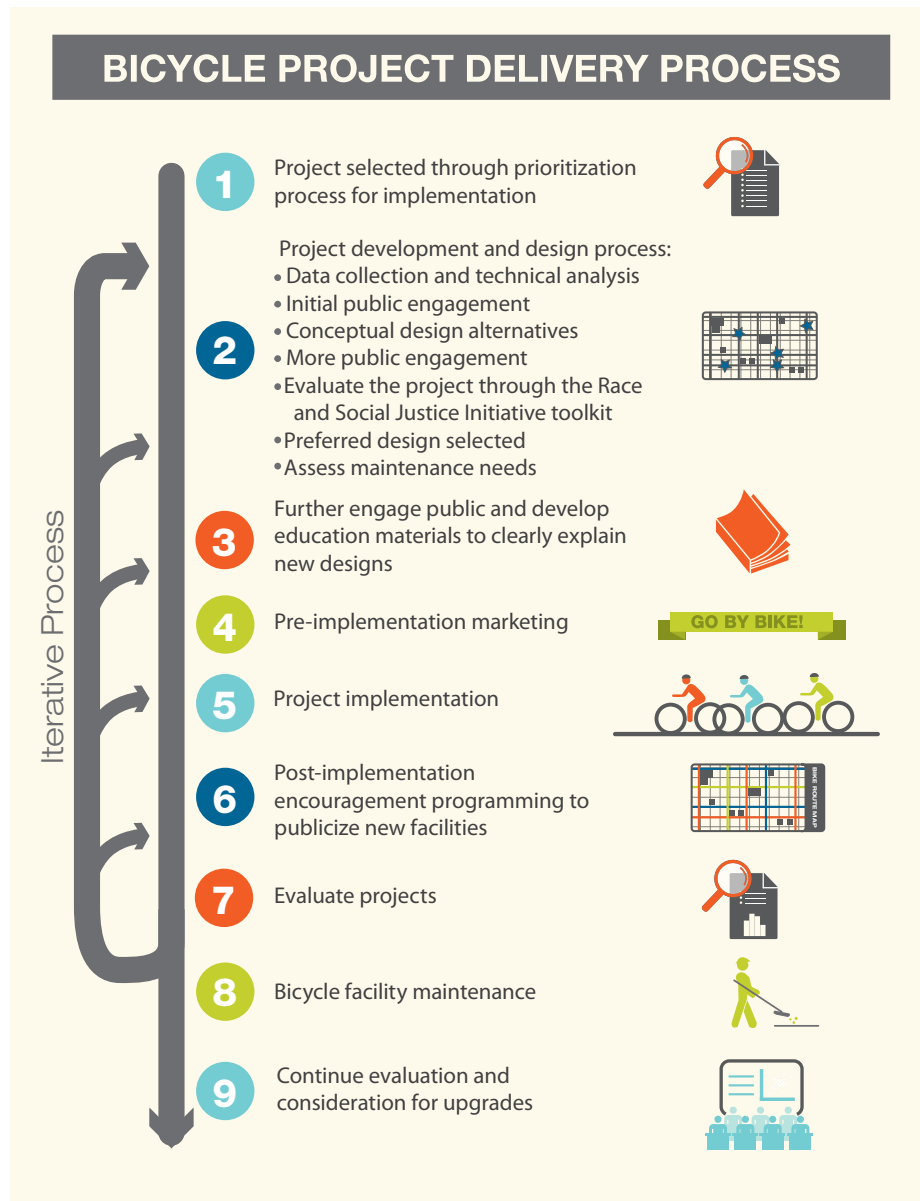 BICYCLE PROJECT DELIVERY PROCESS
1
Project selected through prioritization
process for implementation
Project development and design process:
• Data collection and technical analysis
• Initial public engagement
• Conceptual design alternatives
2
• More public engagement
• Evaluate the project through the Race
and Social Justice Initiative toolkit
• Preferred design selected
• Assess maintenance needs
Iterative Process
3
Further engage public and develop
education materials to clearly explain
new designs
4
Pre-implementation marketing
GO BY BIKE!
5
Project implementation
6
Post-implementation
encouragement programming to
publicize new facilities
BIKE ROUTE MAP
7
Evaluate projects
8
Bicycle facility maintenance
9
Continue evaluation and
consideration for upgrades